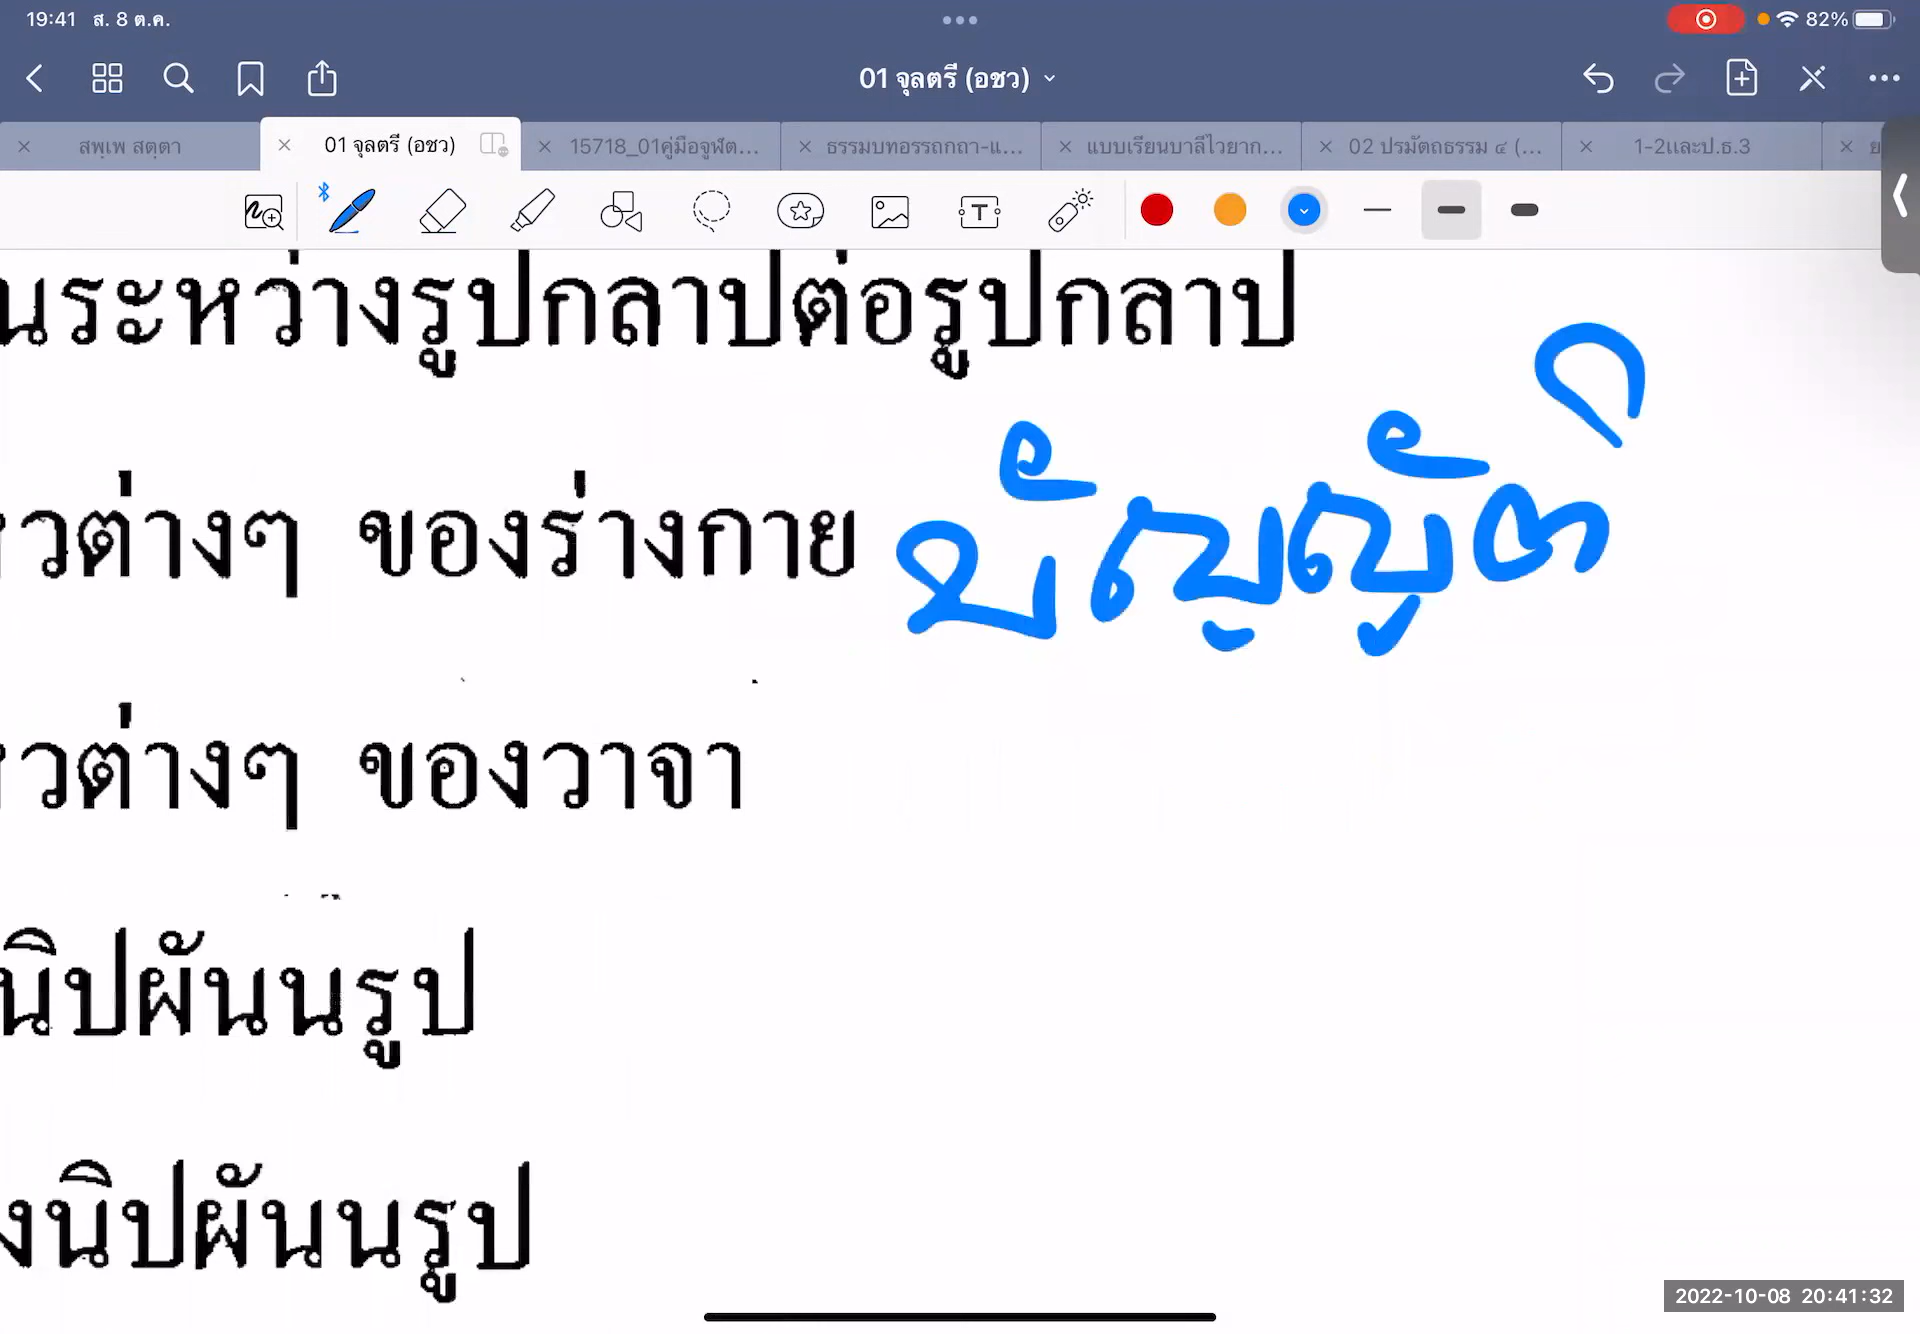 19:41 ส. 8 ต.ค. 82%
01 จุลตรี (อชว)
สพฺเพ สตฺตา 01 จุลตรี (อชว) 15718_01คู่มือจูฬัต... ธรรมบทอรรถกถา-แ... แบบเรียนบาลีไวยาก... 02 ปรมัตถธรรม ๔ (... 1-2และป.ธ.3 ย
นระหว่างรูปกลาปต่อรูปกลาป
วต่างๆ ของร่างกาย บัญญัติ
วต่างๆ ของวาจา
นิปผันนรูป
งนิปผันนรูป
2022-10-08 20:41:32